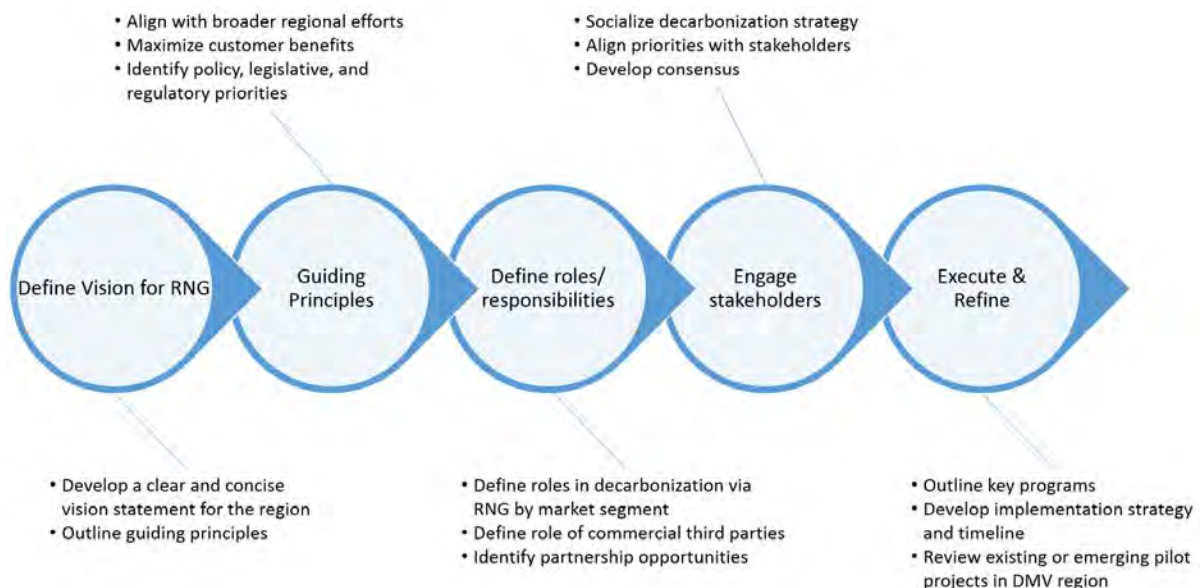 • Align with broader regional efforts
• Maximize customer benefits
• Identify policy, legislative, and
regulatory priorities
• Socialize decarbonization strategy
• Align priorities with stakeholders
• Develop consensus
Define Vision for RNG
Guiding
Principles
Define roles/
responsibilities
Engage
stakeholders
Execute &
Refine
• Develop a clear and concise
vision statement for the region
• Outline guiding principles
• Define roles in decarbonization via
RNG by market segment
• Define role of commercial third parties
• Identify partnership opportunities
• Outline key programs
• Develop implementation strategy
and timeline
• Review existing or emerging pilot
projects in DMV region